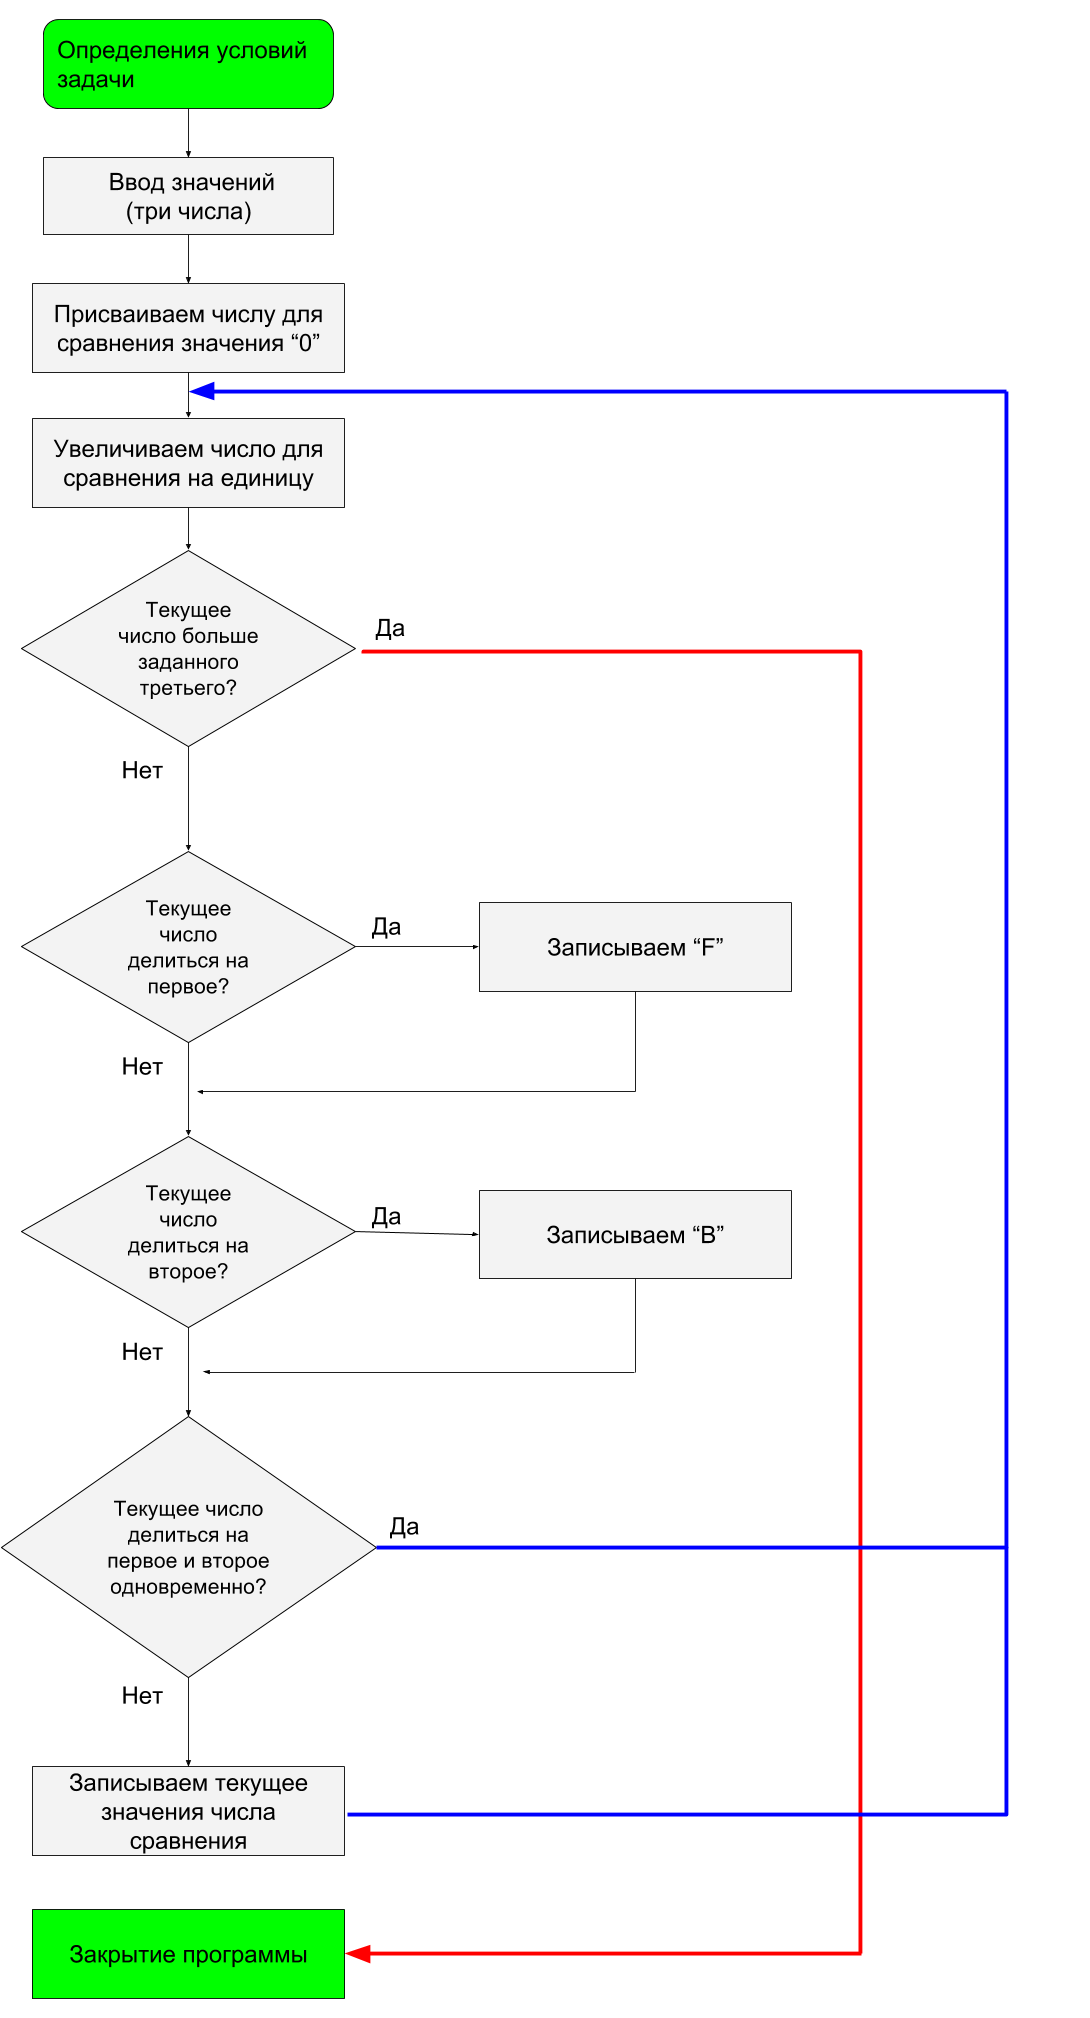 Определения условий
задачи
Ввод значений
(три числа)
Присваиваем числу для
сравнения значения “0”
Увеличиваем число для
сравнения на единицу
Текущее
число больше
заданного
третьего?
Да
Нет
Текущее
число
делиться на
первое?
Да
Записываем “F”
Нет
Текущее
число
делиться на
второе?
Да
Записываем “B”
Нет
Текущее число
делиться на
первое и второе
одновременно?
Да
Нет
Записываем текущее
значения числа
сравнения
Закрытие программы